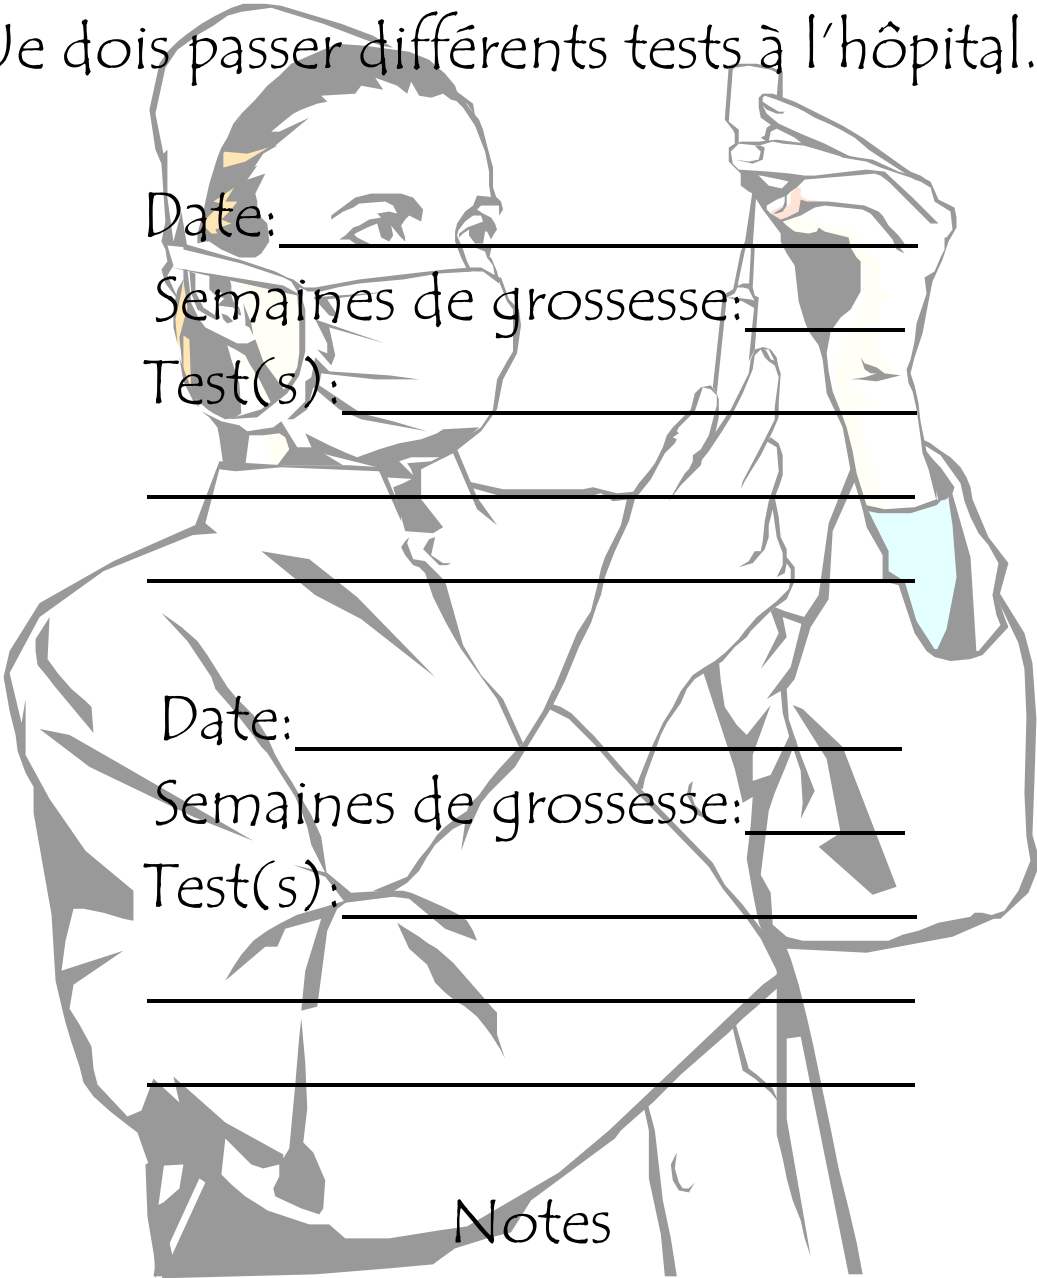 Je dois passer différents tests à l'hôpital.
Date:
Semaines de grossesse:
Test(s):
Date:
Semaines de grossesse:
Test(s):
Notes